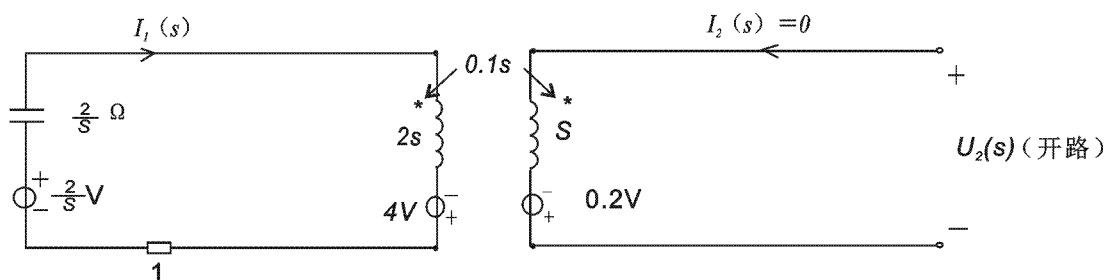 I₁(s)
I₂(s)=0
0.1s
*
*
+
2/S Ω
2s
S
U₂(s)(开路)
+
2/S V
−
4V
−
+
−
+
0.2V
−
1